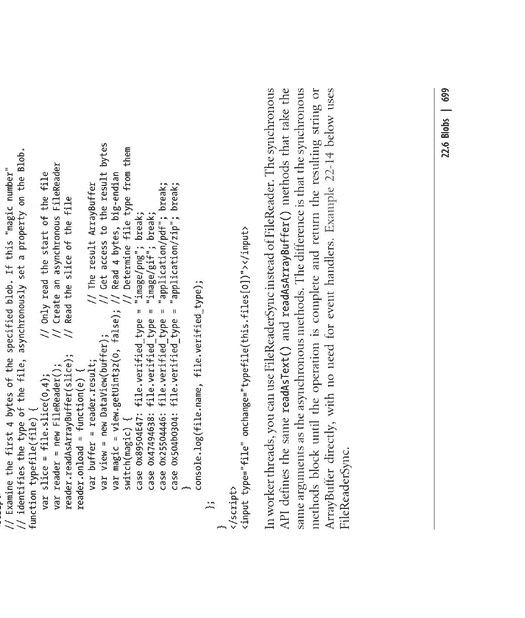 // Examine the first 4 bytes of the specified blob. If this "magic number"
// identifies the type of the file, asynchronously set a property on the Blob.
function typefile(file) {
var slice = file.slice(0,4); // Only read the start of the file
var reader = new FileReader(); // Create an asynchronous FileReader
reader.readAsArrayBuffer(slice); // Read the slice of the file
reader.onload = function(e) {
var buffer = reader.result; // The result ArrayBuffer
var view = new DataView(buffer); // Get access to the result bytes
var magic = view.getUint32(0, false); // Read 4 bytes, big-endian
switch(magic) { // Determine file type from them
case 0x89504E47: file.verified_type = "image/png"; break;
case 0x47494638: file.verified_type = "image/gif"; break;
case 0x25504446: file.verified_type = "application/pdf"; break;
case 0x504b0304: file.verified_type = "application/zip"; break;
}
console.log(file.name, file.verified_type);
};
}
</script>
<input type="file" onchange="typefile(this.files[0])"></input>
In worker threads, you can use FileReaderSync instead of FileReader. The synchronous
API defines the same readAsText() and readAsArrayBuffer() methods that take the
same arguments as the asynchronous methods. The difference is that the synchronous
methods block until the operation is complete and return the resulting string or
ArrayBuffer directly, with no need for event handlers. Example 22-14 below uses
FileReaderSync.
22.6 Blobs | 699